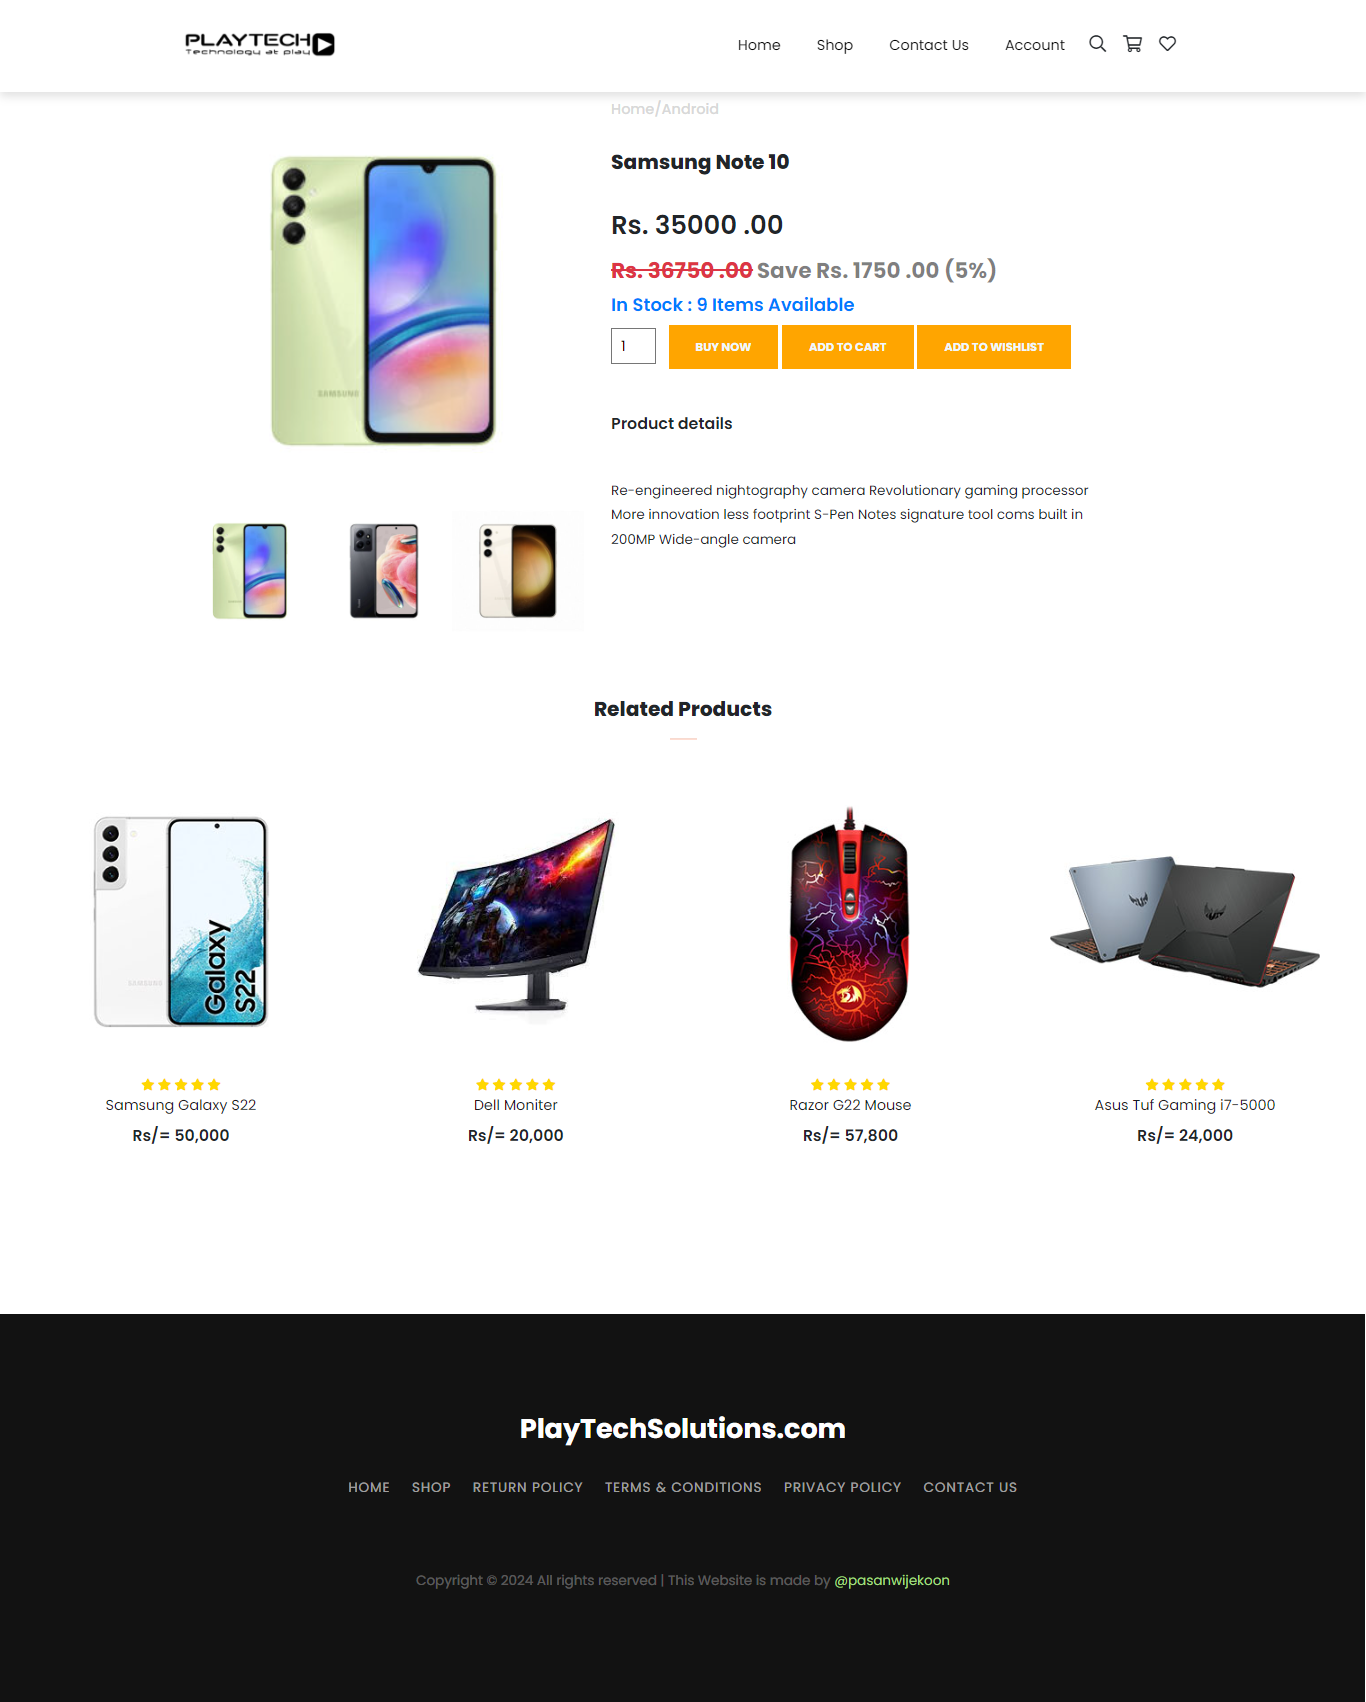 PLAYTECH
Technology at play
Home Shop Contact Us Account
Home/Android
Samsung Note 10
Rs. 35000 .00
Rs. 36750 .00 Save Rs. 1750 .00 (5%)
In Stock : 9 Items Available
1 BUY NOW ADD TO CART ADD TO WISHLIST
SAMSUNG
Product details
Re-engineered nightography camera Revolutionary gaming processor
More innovation less footprint S-Pen Notes signature tool coms built in
200MP Wide-angle camera
Related Products
SAMSUNG
Galaxy
S22
Samsung Galaxy S22 Dell Moniter Razor G22 Mouse Asus Tuf Gaming i7-5000
Rs/= 50,000 Rs/= 20,000 Rs/= 57,800 Rs/= 24,000
PlayTechSolutions.com
HOME SHOP RETURN POLICY TERMS & CONDITIONS PRIVACY POLICY CONTACT US
Copyright © 2024 All rights reserved | This Website is made by @pasanwijekoon